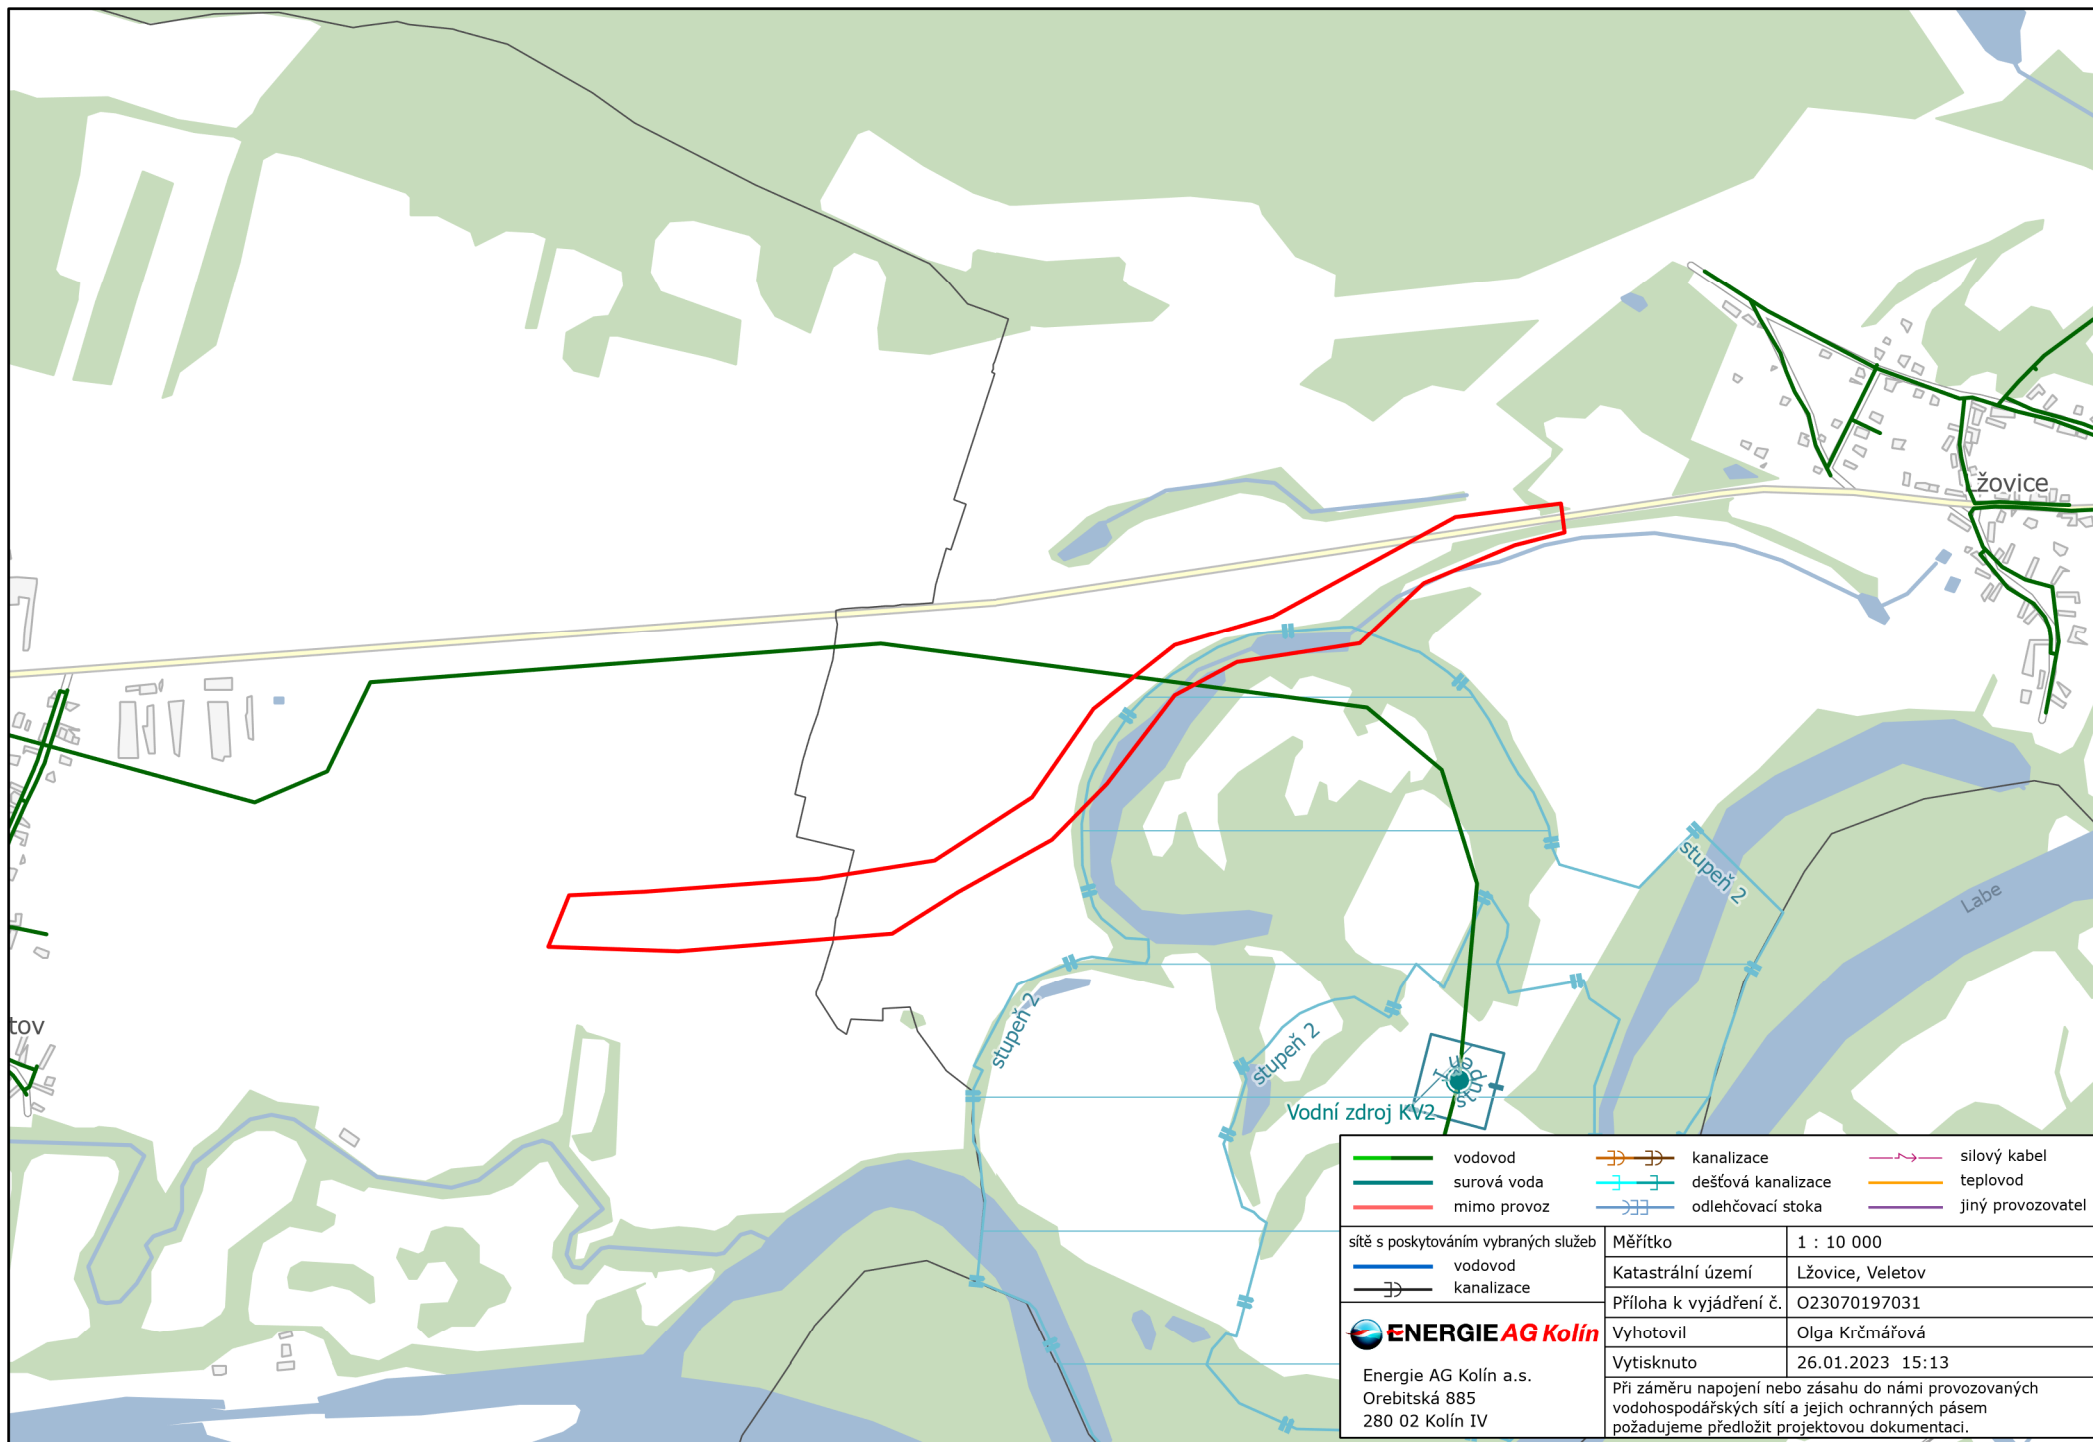 Lžovice
stupeň 2
Labe
stupeň 2
tov
stupeň 2
stupeň 1
Vodní zdroj KV2
vodovod
kanalizace
silový kabel
surová voda
dešťová kanalizace
teplovod
mimo provoz
odlehčovací stoka
jiný provozovatel
sítě s poskytováním vybraných služeb
vodovod
kanalizace
Měřítko 1 : 10 000
Katastrální území Lžovice, Veletov
Příloha k vyjádření č. O23070197031
Vyhotovil Olga Krčmářová
Vytisknuto 26.01.2023 15:13
ENERGIE AG Kolín
Energie AG Kolín a.s.
Orebitská 885
280 02 Kolín IV
Při záměru napojení nebo zásahu do námi provozovaných
vodohospodářských sítí a jejich ochranných pásem
požadujeme předložit projektovou dokumentaci.